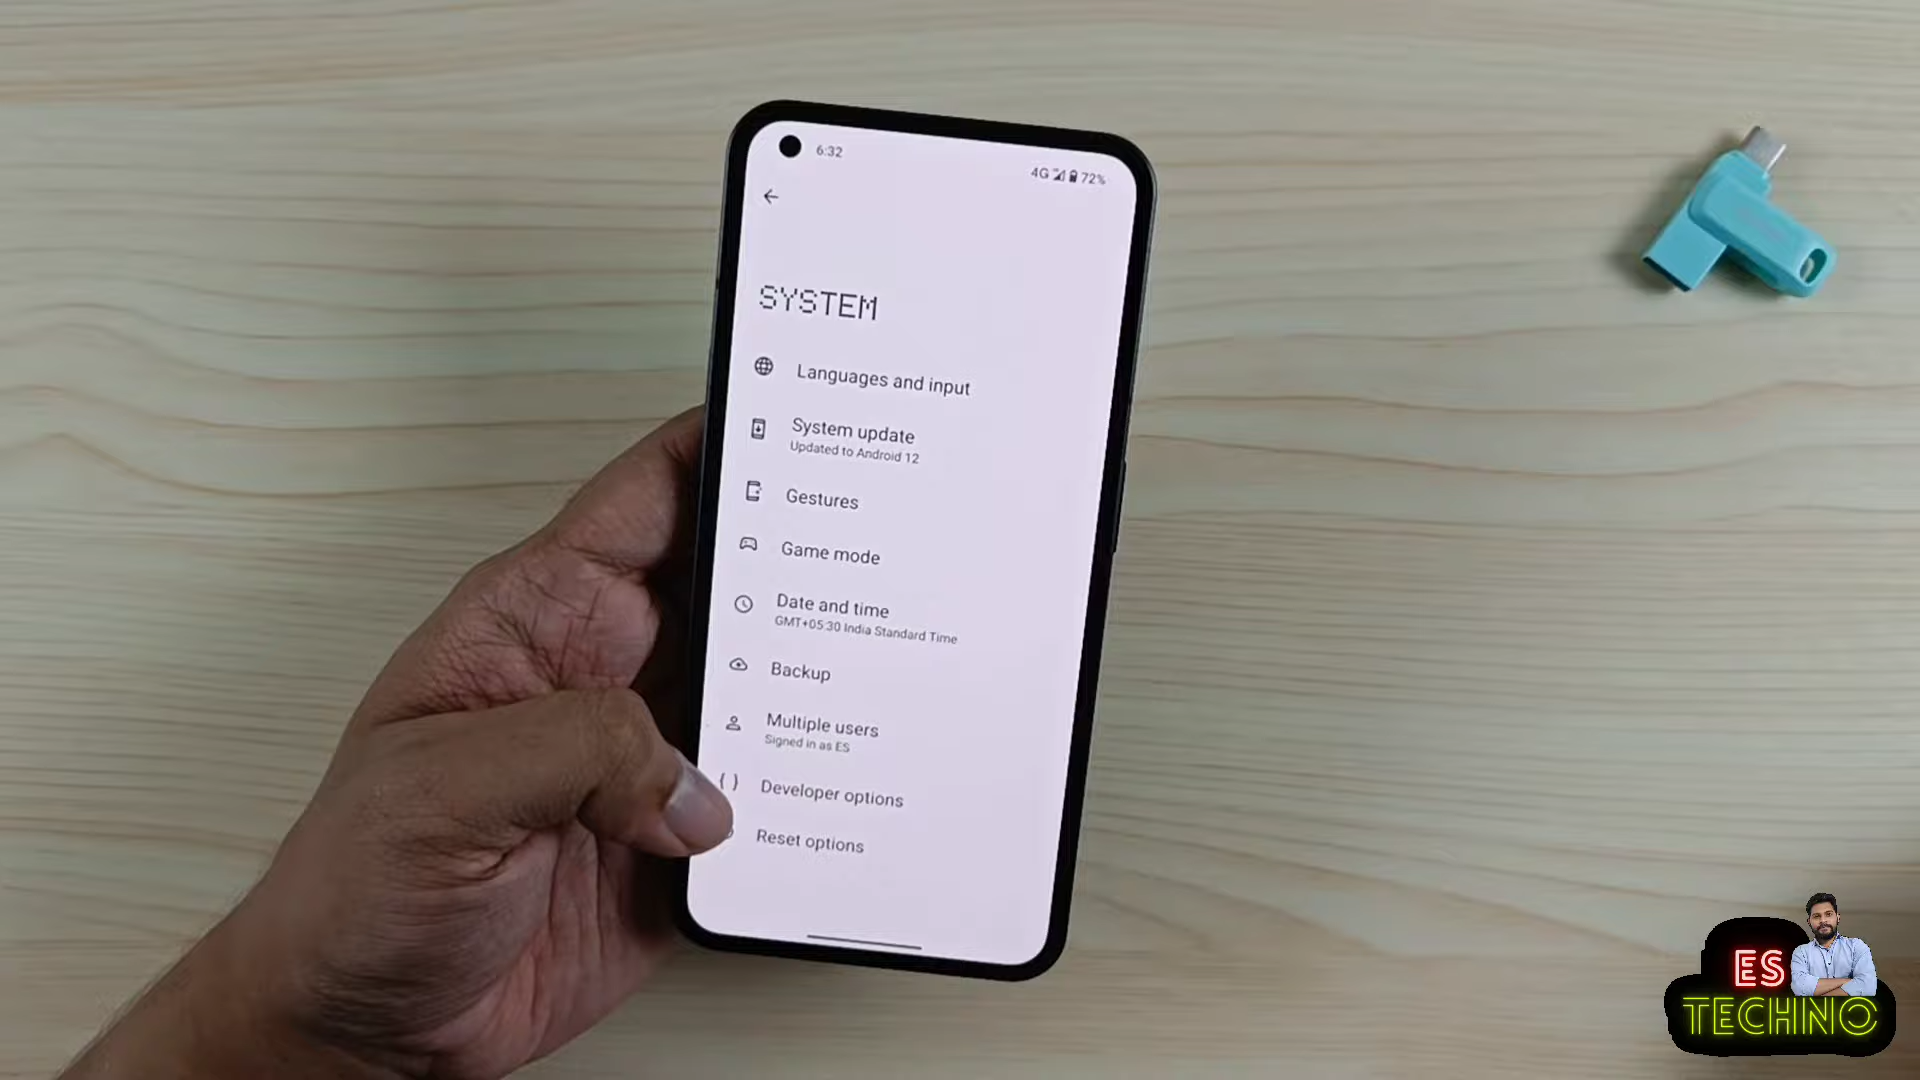 6:32
4G 72%
SYSTEM
Languages and input
System update
Updated to Android 12
Gestures
Game mode
Date and time
GMT+05:30 India Standard Time
Backup
Multiple users
Signed in as ES
{ } Developer options
Reset options
ES
TECHNO